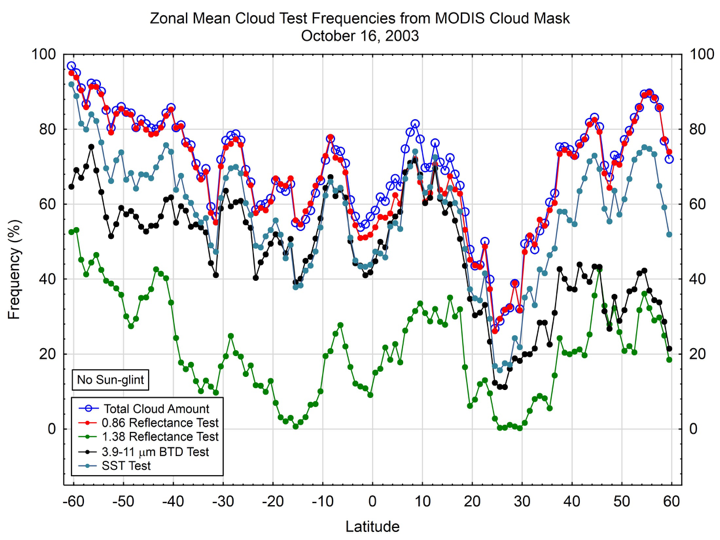 Zonal Mean Cloud Test Frequencies from MODIS Cloud Mask
October 16, 2003
100 100
80 80
60 60
40 40
20 20
0 0
Frequency (%)
No Sun-glint
Total Cloud Amount
0.86 Reflectance Test
1.38 Reflectance Test
3.9-11 μm BTD Test
SST Test
-60 -50 -40 -30 -20 -10 0 10 20 30 40 50 60
Latitude